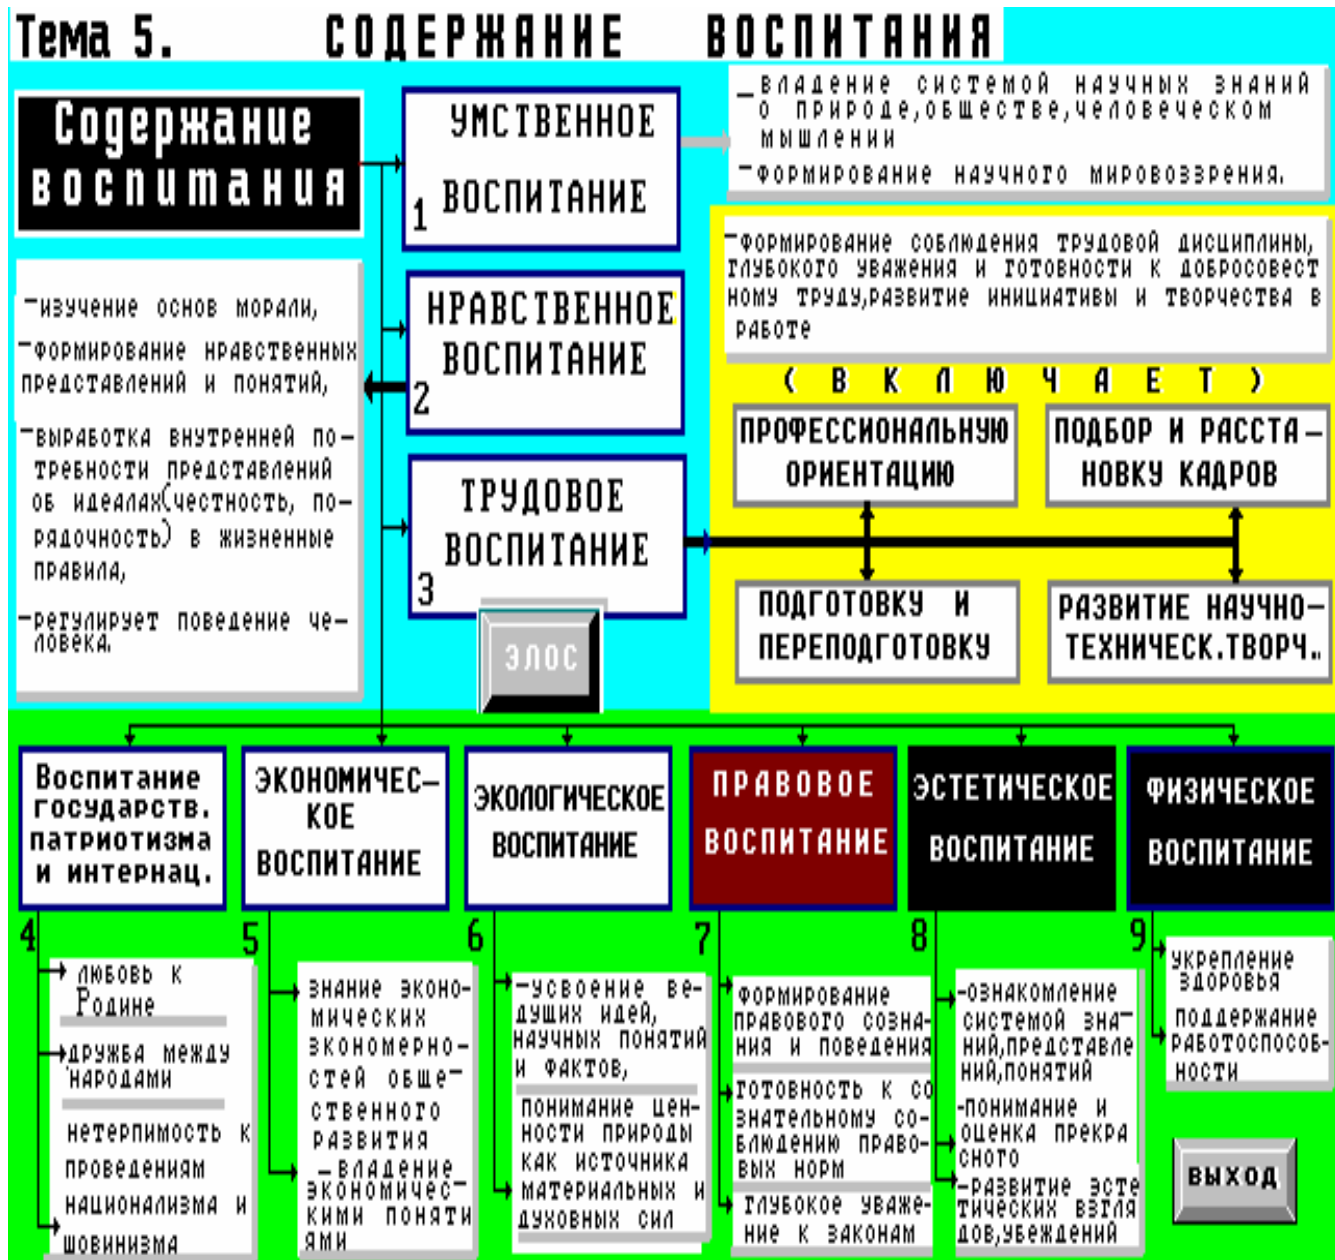 Тема 5. СОДЕРЖАНИЕ ВОСПИТАНИЯ
Содержание
воспитания
УМСТВЕННОЕ
ВОСПИТАНИЕ
1
_ ВЛАДЕНИЕ СИСТЕМОЙ НАУЧНЫХ ЗНАНИЙ
О ПРИРОДЕ,ОБЩЕСТВЕ,ЧЕЛОВЕЧЕСКОМ
МЫШЛЕНИИ
-ФОРМИРОВАНИЕ НАУЧНОГО МИРОВОЗЗРЕНИЯ.
-ИЗУЧЕНИЕ ОСНОВ МОРАЛИ,
-ФОРМИРОВАНИЕ НРАВСТВЕННЫХ
ПРЕДСТАВЛЕНИЙ И ПОНЯТИЙ,
-ВЫРАБОТКА ВНУТРЕННЕЙ ПО-
ТРЕБНОСТИ ПРЕДСТАВЛЕНИЙ
ОБ ИДЕАЛАХ(ЧЕСТНОСТЬ, ПО-
РЯДОЧНОСТЬ) В ЖИЗНЕННЫЕ
ПРАВИЛА,
-РЕГУЛИРУЕТ ПОВЕДЕНИЕ ЧЕ-
ЛОВЕКА.
НРАВСТВЕННОЕ
ВОСПИТАНИЕ
2
ТРУДОВОЕ
ВОСПИТАНИЕ
3
ЭЛОС
-ФОРМИРОВАНИЕ СОБЛЮДЕНИЯ ТРУДОВОЙ ДИСЦИПЛИНЫ,
ГЛУБОКОГО УВАЖЕНИЯ И ГОТОВНОСТИ К ДОБРОСОВЕСТ
НОМУ ТРУДУ,РАЗВИТИЕ ИНИЦИАТИВЫ И ТВОРЧЕСТВА В
РАБОТЕ
( В К Л Ю Ч А Е Т )
ПРОФЕССИОНАЛЬНУЮ
ОРИЕНТАЦИЮ
ПОДБОР И РАССТА-
НОВКУ КАДРОВ
ПОДГОТОВКУ И
ПЕРЕПОДГОТОВКУ
РАЗВИТИЕ НАУЧНО-
ТЕХНИЧЕСК.ТВОРЧ..
Воспитание
государств.
патриотизма
и интернац.
4
ЛЮБОВЬ К
РОДИНЕ
ДРУЖБА МЕЖДУ
НАРОДАМИ
НЕТЕРПИМОСТЬ К
ПРОВЕДЕНИЯМ
НАЦИОНАЛИЗМА И
ШОВИНИЗМА
ЭКОНОМИЧЕС-
КОЕ
ВОСПИТАНИЕ
5
ЗНАНИЕ ЭКОНО-
МИЧЕСКИХ
ЭКОНОМЕРНО-
СТЕЙ ОБЩЕ-
СТВЕННОГО
РАЗВИТИЯ
-ВЛАДЕНИЕ
ЭКОНОМИЧЕС-
КИМИ ПОНЯТИ
ЯМИ
ЭКОЛОГИЧЕСКОЕ
ВОСПИТАНИЕ
6
-УСВОЕНИЕ ВЕ-
ДУЩИХ ИДЕЙ,
НАУЧНЫХ ПОНЯТИЙ
И ФАКТОВ,
ПОНИМАНИЕ ЦЕН-
НОСТИ ПРИРОДЫ
КАК ИСТОЧНИКА
МАТЕРИАЛЬНЫХ И
ДУХОВНЫХ СИЛ
ПРАВОВОЕ
ВОСПИТАНИЕ
7
ФОРМИРОВАНИЕ
ПРАВОВОГО СОЗНА-
НИЯ И ПОВЕДЕНИЯ
ГОТОВНОСТЬ К СО
ЗНАТЕЛЬНОМУ СО-
БЛЮДЕНИЮ ПРАВО-
ВЫХ НОРМ
ГЛУБОКОЕ УВАЖЕ-
НИЕ К ЗАКОНАМ
ЭСТЕТИЧЕСКОЕ
ВОСПИТАНИЕ
8
-ОЗНАКОМЛЕНИЕ
СИСТЕМОЙ ЗНА-
НИЙ,ПРЕДСТАВЛЕ
НИЙ,ПОНЯТИЙ
-ПОНИМАНИЕ И
ОЦЕНКА ПРЕКРА
СНОГО
-РАЗВИТИЕ ЭСТЕ
ТИЧЕСКИХ ВЗГЛЯ
ДОВ,УБЕЖДЕНИЙ
ФИЗИЧЕСКОЕ
ВОСПИТАНИЕ
9
УКРЕПЛЕНИЕ
ЗДОРОВЬЯ
ПОДДЕРЖАНИЕ
РАБОТОСПОСОБ-
НОСТИ
ВЫХОД